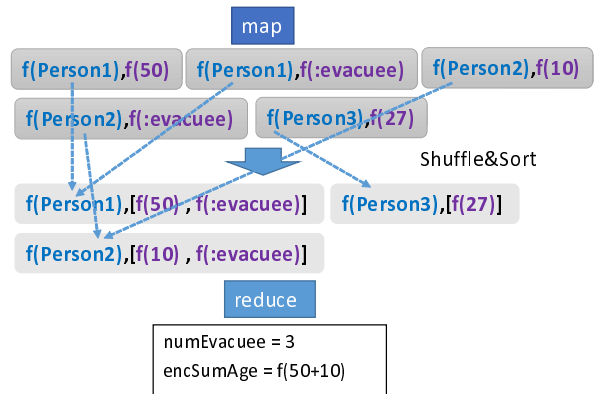 map
f(Person1),f(50) f(Person1),f(:evacuee) f(Person2),f(10)
f(Person2),f(:evacuee) f(Person3),f(27)
Shuffle&Sort
f(Person1),[f(50) , f(:evacuee)] f(Person3),[f(27)]
f(Person2),[f(10) , f(:evacuee)]
reduce
numEvacuee = 3
encSumAge = f(50+10)